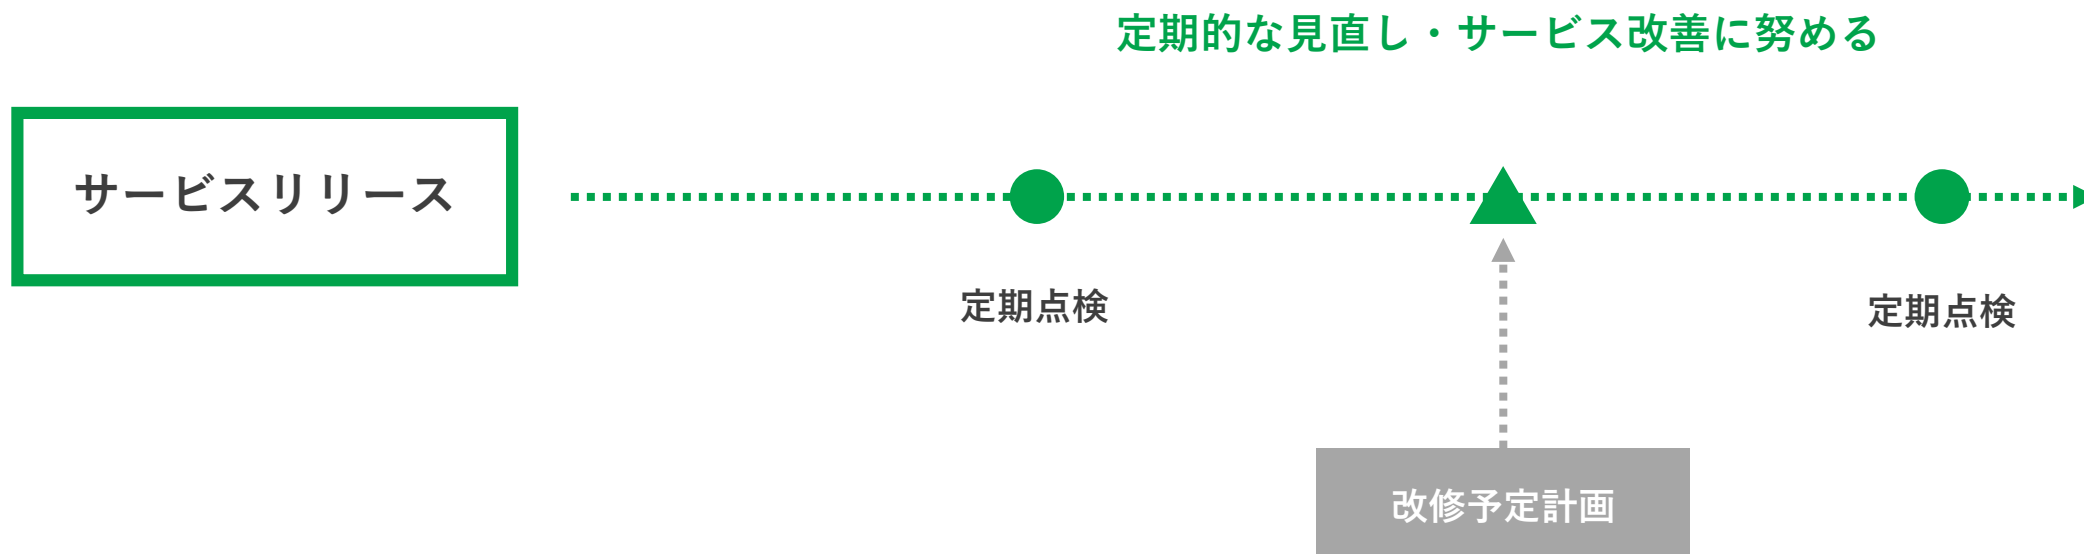 定期的な見直し・サービス改善に努める
サービスリリース
定期点検
定期点検
改修予定計画